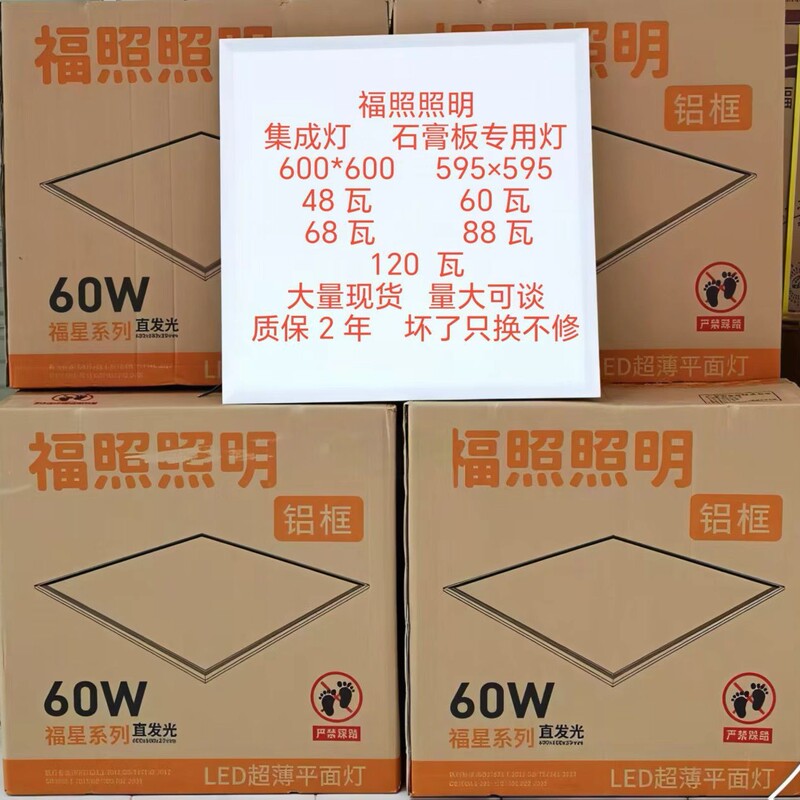 福照照明
铝框
福照照明
集成灯 石膏板专用灯
600*600 595×595
48 瓦 60 瓦
68 瓦 88 瓦
120 瓦
大量现货 量大可谈
质保 2 年 坏了只换不修
60W
福星系列 直发光
严禁踩踏
LED超薄平面灯
福照照明
铝框
60W
福星系列 直发光
600x600x37mm
严禁踩踏
LED超薄平面灯
福照照明
铝框
60W
福星系列 直发光
600x600x37mm
严禁踩踏
LED超薄平面灯